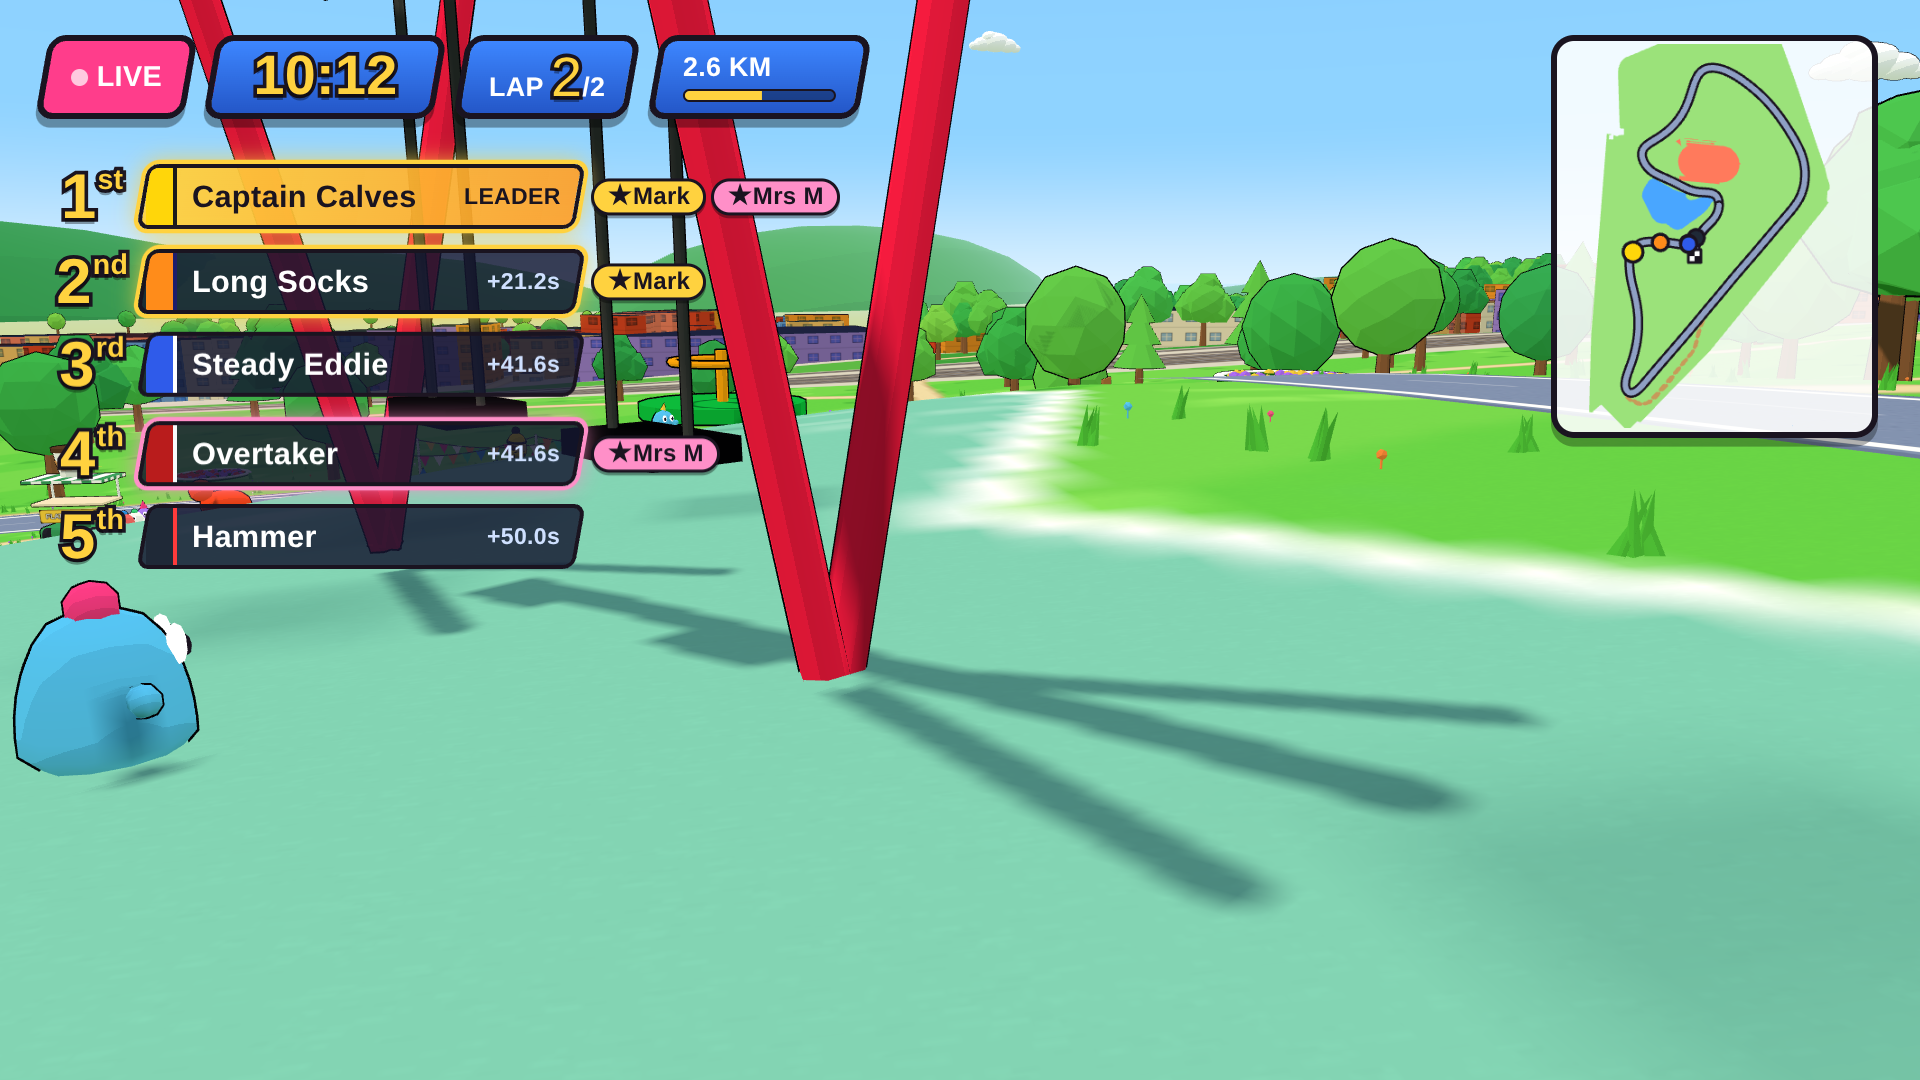 LIVE
10:12
LAP 2/2
2.6 KM
1st Captain Calves LEADER ★Mark ★Mrs M
2nd Long Socks +21.2s ★Mark
3rd Steady Eddie +41.6s
4th Overtaker +41.6s ★Mrs M
5th Hammer +50.0s